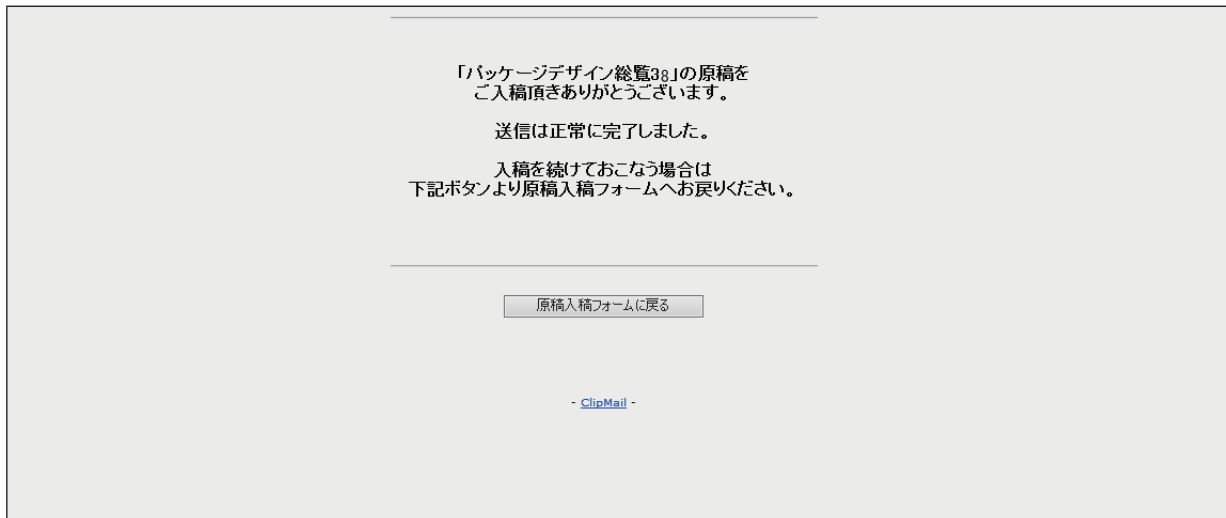 「パッケージデザイン総覧38」の原稿を
ご入稿頂きありがとうございます。
送信は正常に完了しました。
入稿を続けておこなう場合は
下記ボタンより原稿入稿フォームへお戻りください。
原稿入稿フォームに戻る
- ClipMail -